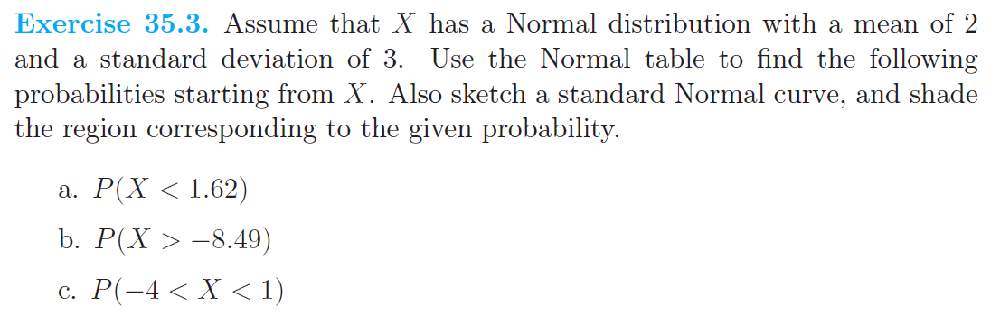 Exercise 35.3. Assume that X has a Normal distribution with a mean of 2
and a standard deviation of 3. Use the Normal table to find the following
probabilities starting from X. Also sketch a standard Normal curve, and shade
the region corresponding to the given probability.
a. P(X < 1.62)
b. P(X > −8.49)
c. P(−4 < X < 1)